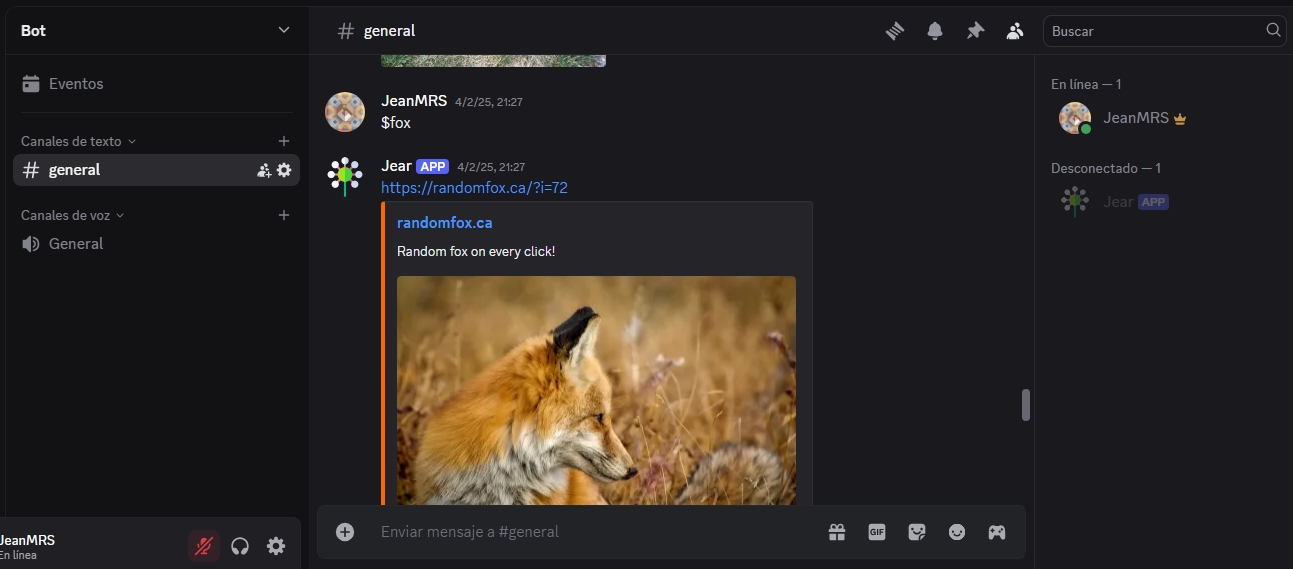 Bot
general
Buscar
Eventos
Canales de texto
general
Canales de voz
General
JeanMRS
En línea
JeanMRS 4/2/25, 21:27
$fox
Jear APP 4/2/25, 21:27
https://randomfox.ca/?i=72
randomfox.ca
Random fox on every click!
Enviar mensaje a #general
GIF
En línea — 1
JeanMRS
Desconectado — 1
Jear APP